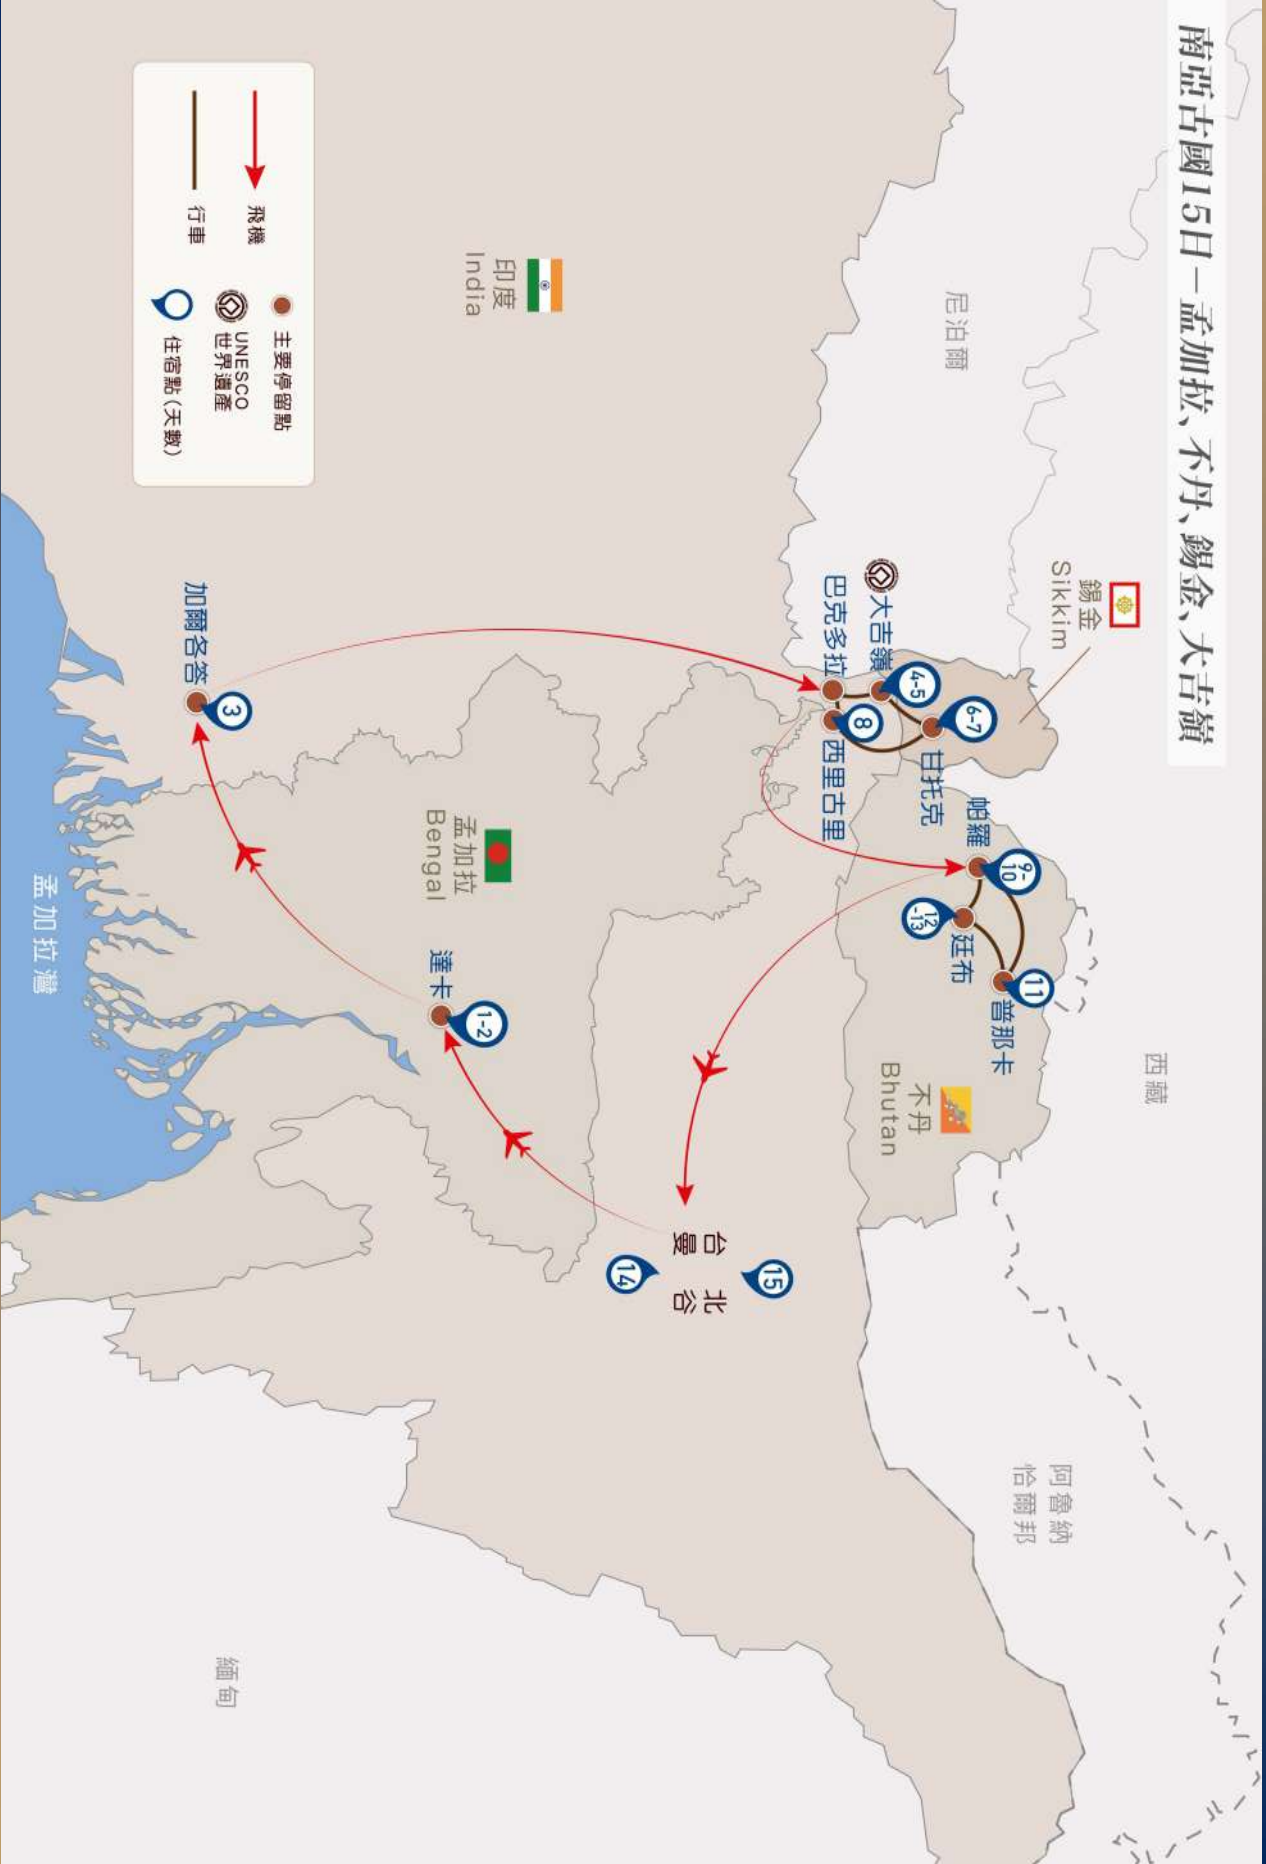 南亞古國15日－孟加拉、不丹、錫金、大吉嶺
錫金
Sikkim
西藏
尼泊爾
阿魯納
恰爾邦
大吉嶺
4-5
6-7
甘托克
帕羅
9-
10
11
普那卡
12
-13
廷布
巴克多拉
8
西里古里
不丹
Bhutan
印度
India
台北
曼谷
15
14
孟加拉
Bengal
達卡
1-2
加爾各答
3
孟加拉灣
緬甸
飛機
行車
主要停留點
UNESCO
世界遺產
住宿點（天數）